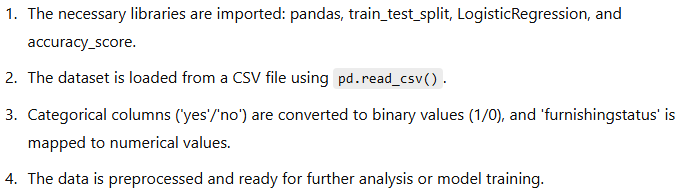 1. The necessary libraries are imported: pandas, train_test_split, LogisticRegression, and
accuracy_score.
2. The dataset is loaded from a CSV file using pd.read_csv().
3. Categorical columns ('yes'/'no') are converted to binary values (1/0), and 'furnishingstatus' is
mapped to numerical values.
4. The data is preprocessed and ready for further analysis or model training.